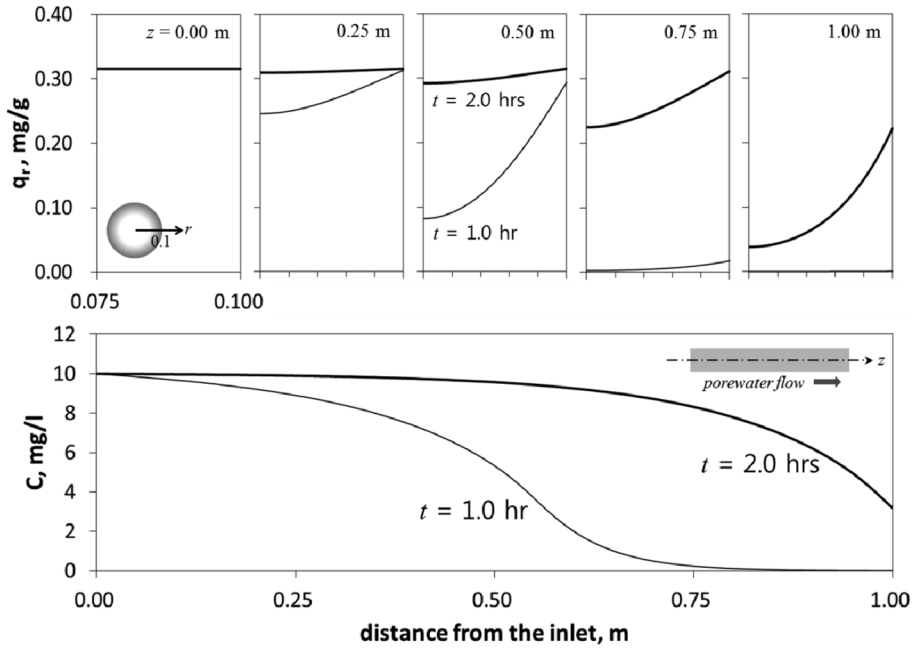 0.40
z = 0.00 m
0.25 m
0.50 m
0.75 m
1.00 m
0.30
t = 2.0 hrs
0.20
qr, mg/g
0.10
t = 1.0 hr
r
0.1
0.00
0.075
0.100
12
10
z
porewater flow
8
C, mg/l
6
t = 2.0 hrs
4
t = 1.0 hr
2
0
0.00
0.25
0.50
0.75
1.00
distance from the inlet, m